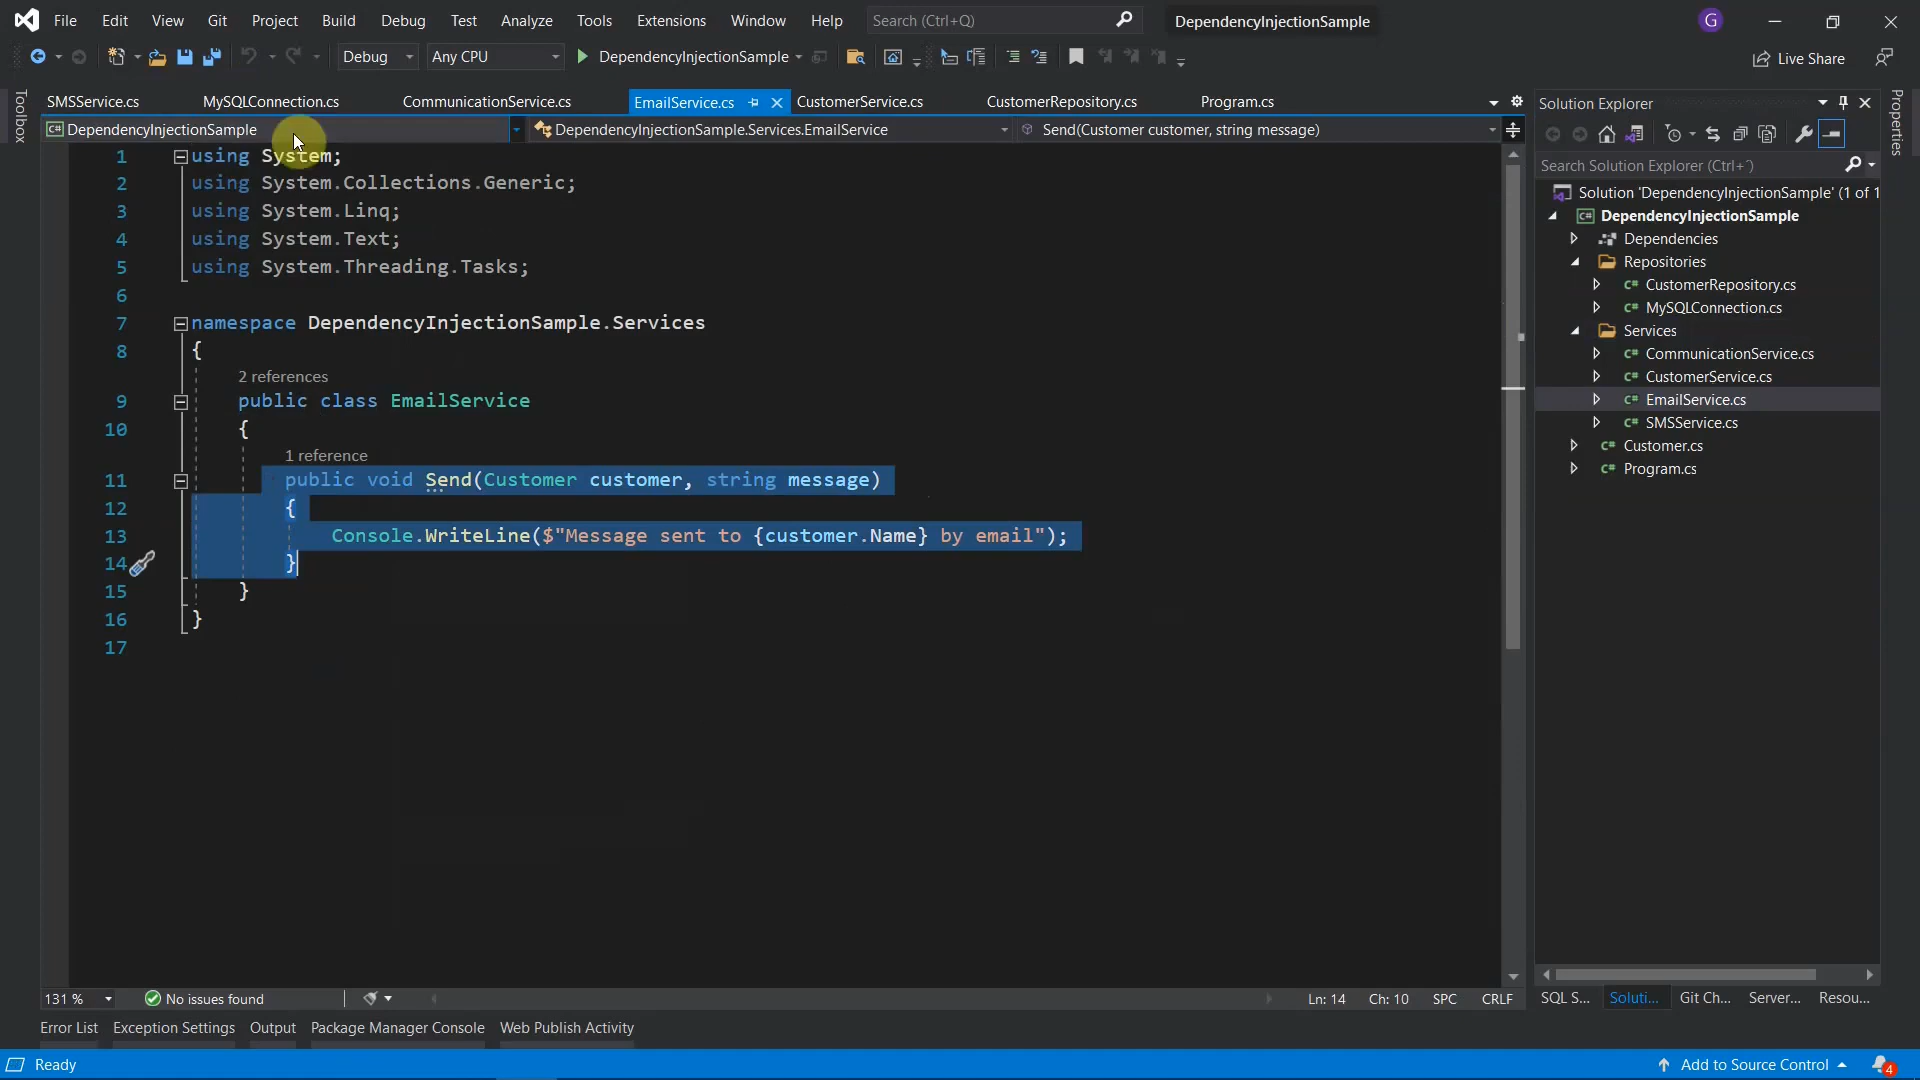 File Edit View Git Project Build Debug Test Analyze Tools Extensions Window Help Search (Ctrl+Q) DependencyInjectionSample G
Debug Any CPU DependencyInjectionSample Live Share
Toolbox
SMSService.cs MySQLConnection.cs CommunicationService.cs EmailService.cs CustomerService.cs CustomerRepository.cs Program.cs
DependencyInjectionSample DependencyInjectionSample.Services.EmailService Send(Customer customer, string message)
1 using System;
2 using System.Collections.Generic;
3 using System.Linq;
4 using System.Text;
5 using System.Threading.Tasks;
6
7 namespace DependencyInjectionSample.Services
8 {
2 references
9 public class EmailService
10 {
1 reference
11 public void Send(Customer customer, string message)
12 {
13 Console.WriteLine($"Message sent to {customer.Name} by email");
14 }
15 }
16 }
17
131 % No issues found Ln: 14 Ch: 10 SPC CRLF
Error List Exception Settings Output Package Manager Console Web Publish Activity
Solution Explorer
Search Solution Explorer (Ctrl+¨)
Solution 'DependencyInjectionSample' (1 of 1
DependencyInjectionSample
Dependencies
Repositories
C# CustomerRepository.cs
C# MySQLConnection.cs
Services
C# CommunicationService.cs
C# CustomerService.cs
C# EmailService.cs
C# SMSService.cs
C# Customer.cs
C# Program.cs
SQL S... Soluti... Git Ch... Server... Resou...
Properties
Ready Add to Source Control 4